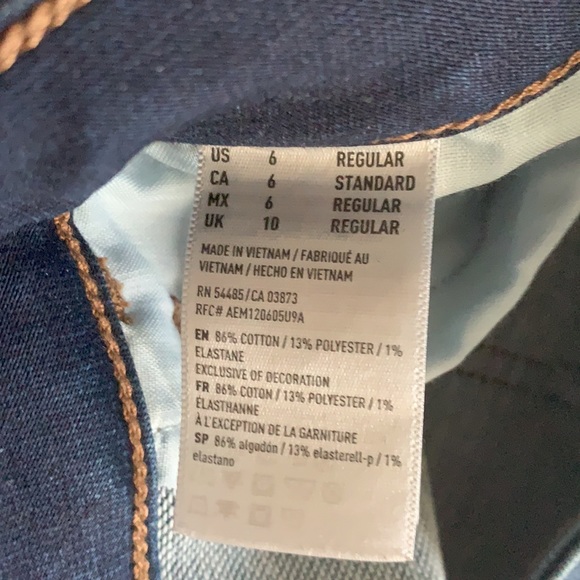 US 6 REGULAR
CA 6 STANDARD
MX 6 REGULAR
UK 10 REGULAR
MADE IN VIETNAM / FABRIQUÉ AU
VIETNAM / HECHO EN VIETNAM
RN 54485/CA 03873
RFC# AEM120605U9A
EN 86% COTTON / 13% POLYESTER / 1%
ELASTANE
EXCLUSIVE OF DECORATION
FR 86% COTON / 13% POLYESTER / 1%
ÉLASTHANNE
À L'EXCEPTION DE LA GARNITURE
SP 86% algodón / 13% elasterell-p / 1%
elastano